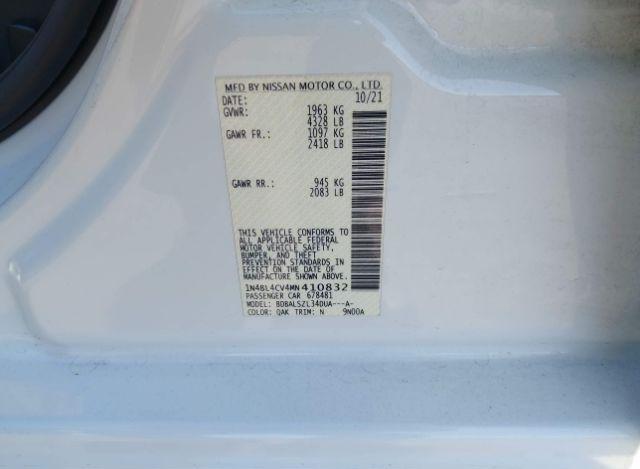 MFD BY NISSAN MOTOR CO., LTD.
DATE: 10/21
GVWR: 1963 KG
4328 LB
GAWR FR.: 1097 KG
2418 LB
GAWR RR.: 945 KG
2083 LB
THIS VEHICLE CONFORMS TO
ALL APPLICABLE FEDERAL
MOTOR VEHICLE SAFETY,
BUMPER, AND THEFT
PREVENTION STANDARDS IN
EFFECT ON THE DATE OF
MANUFACTURE SHOWN ABOVE.
1N4BL4CV4MN410832
PASSENGER CAR 678481
MODEL: BDBALSZL34DUA---A-
COLOR: QAK TRIM: N 9N00A